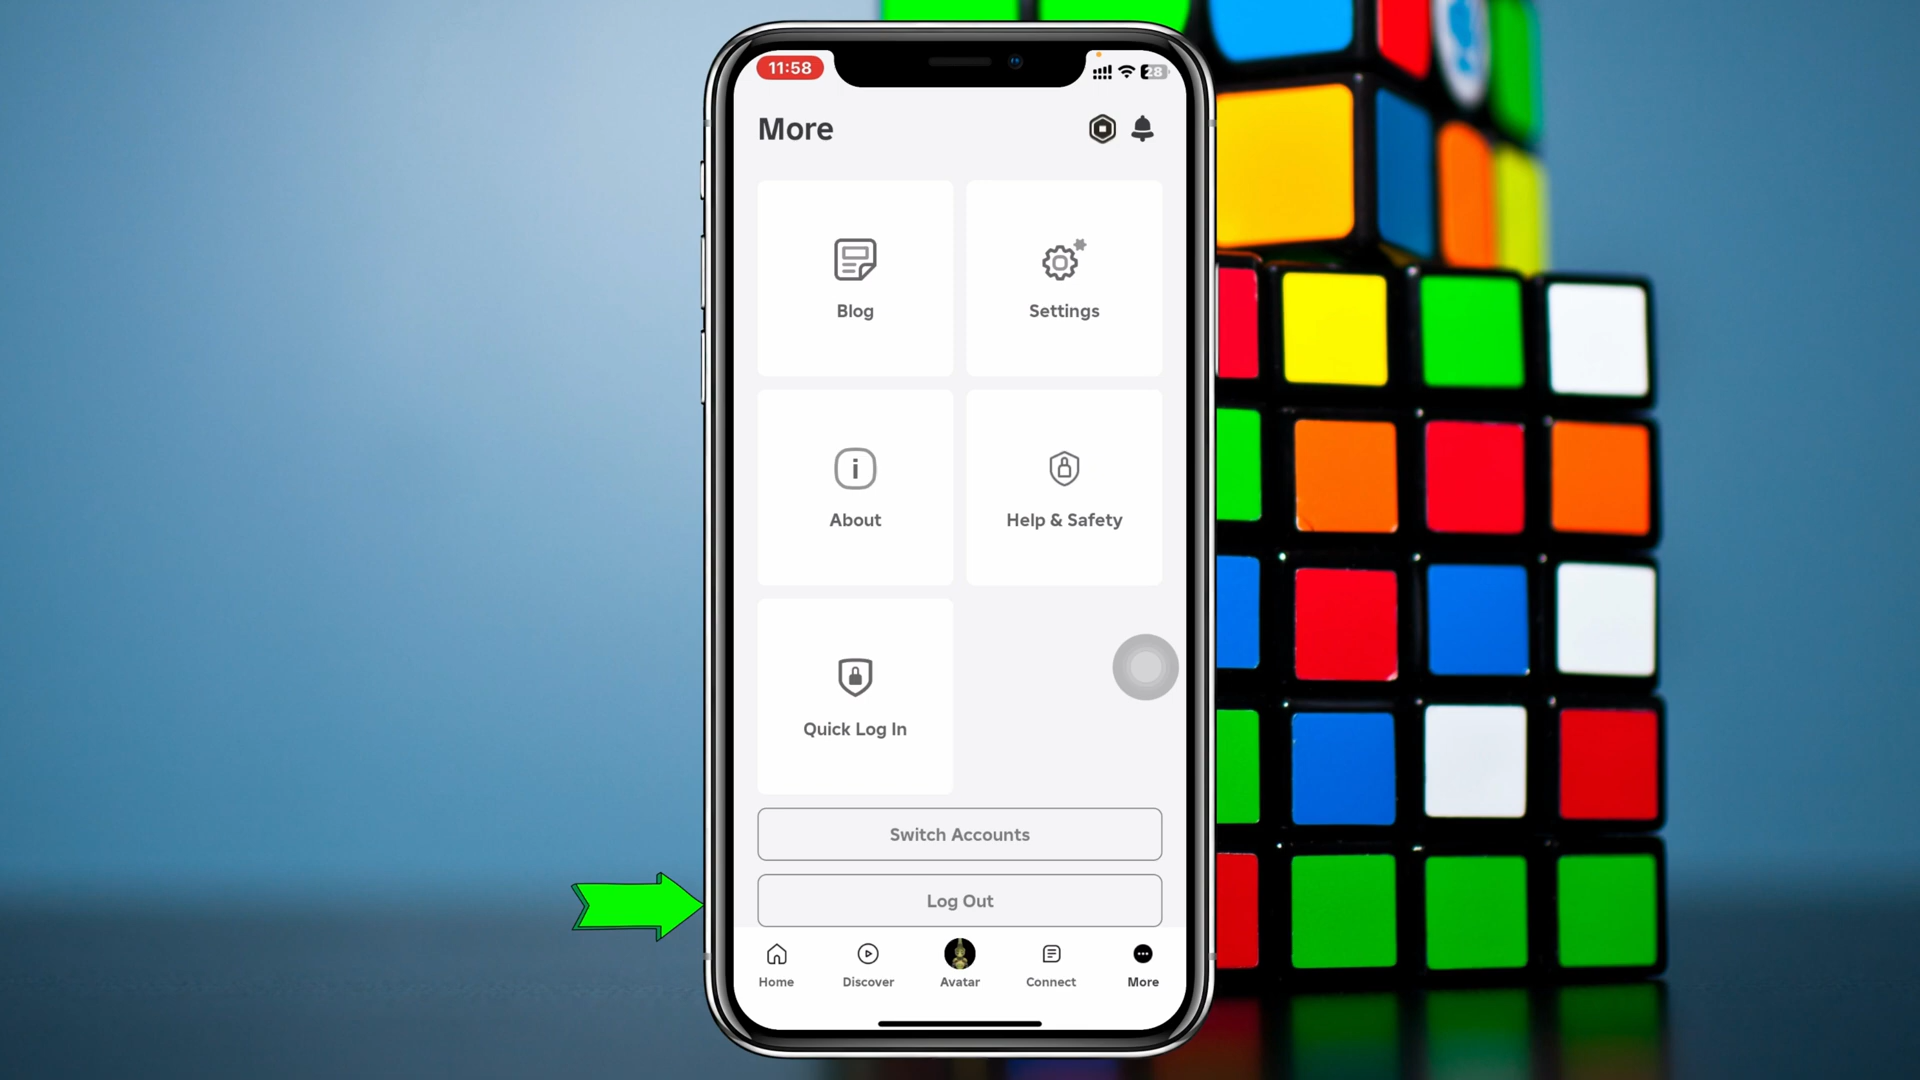 11:58
28
More
Blog
Settings
About
Help & Safety
Quick Log In
Switch Accounts
Log Out
Home
Discover
Avatar
Connect
More